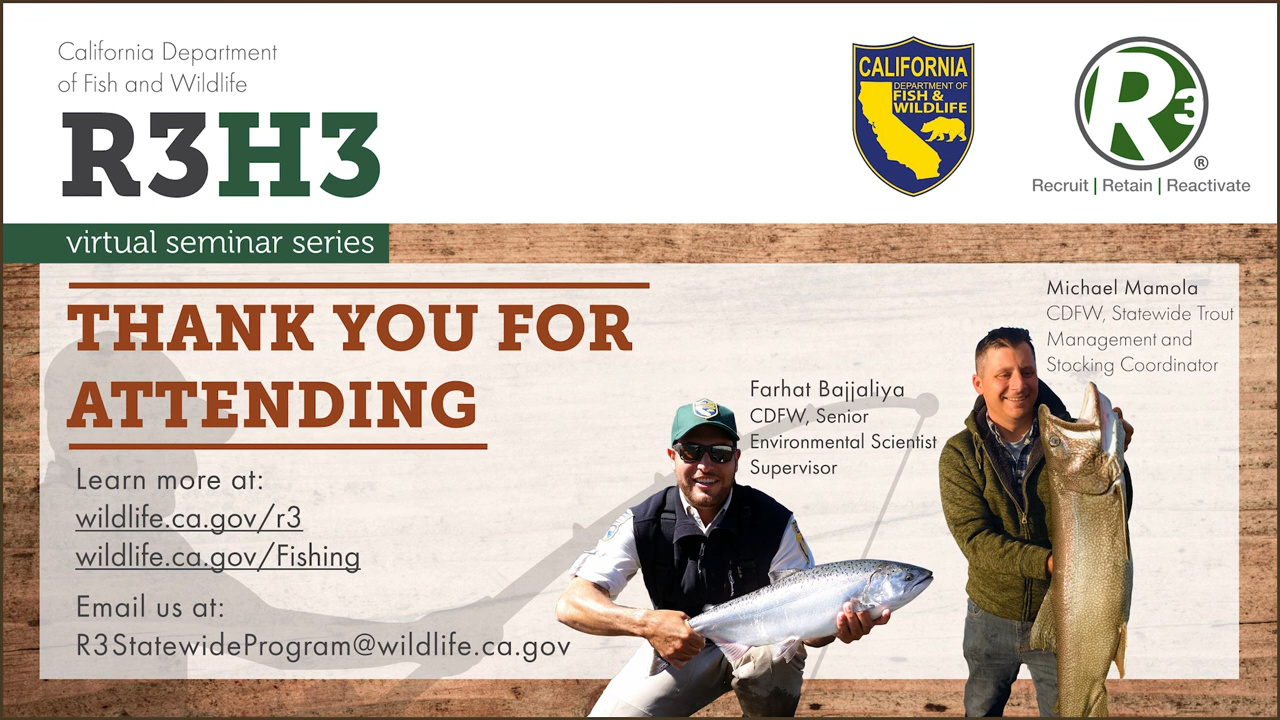 California Department
of Fish and Wildlife
R3H3
virtual seminar series
CALIFORNIA
DEPARTMENT OF
FISH &
WILDLIFE
R3
®
Recruit | Retain | Reactivate
THANK YOU FOR
ATTENDING
Learn more at:
wildlife.ca.gov/r3
wildlife.ca.gov/Fishing
Email us at:
R3StatewideProgram@wildlife.ca.gov
Farhat Bajjaliya
CDFW, Senior
Environmental Scientist
Supervisor
Michael Mamola
CDFW, Statewide Trout
Management and
Stocking Coordinator